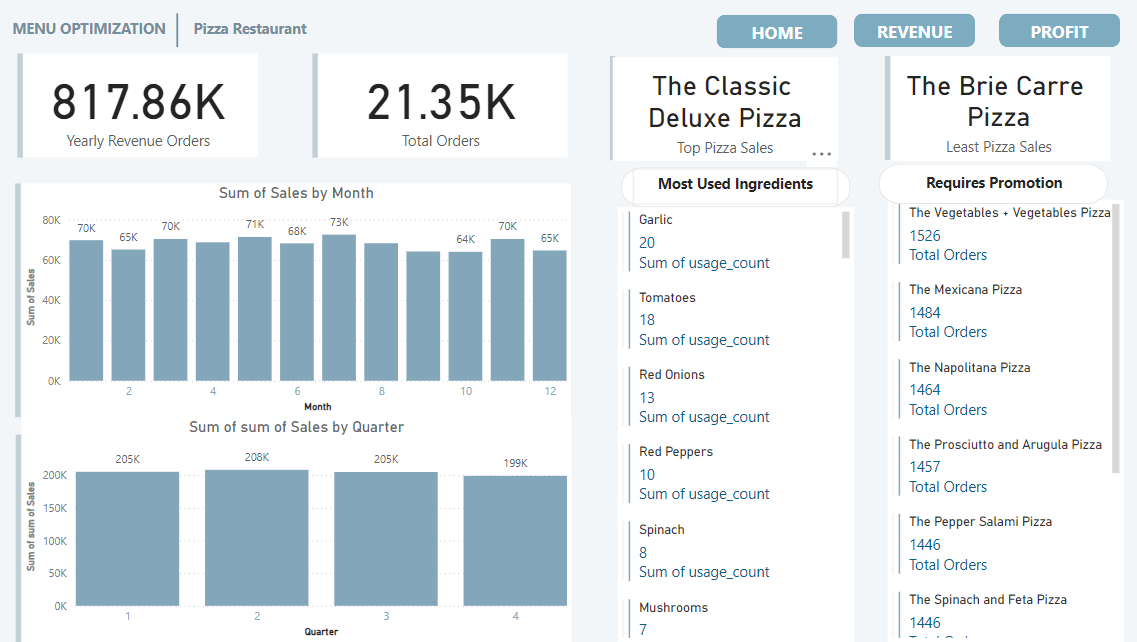 MENU OPTIMIZATION
Pizza Restaurant
HOME
REVENUE
PROFIT
817.86K
Yearly Revenue Orders
21.35K
Total Orders
The Classic
Deluxe Pizza
Top Pizza Sales
...
The Brie Carre
Pizza
Least Pizza Sales
Sum of Sales by Month
Sum of Sales
80K
60K
40K
20K
0K
70K
65K
70K
71K
68K
73K
64K
70K
65K
2
4
6
8
10
12
Month
Sum of sum of Sales by Quarter
Sum of sum of Sales
200K
150K
100K
50K
0K
205K
208K
205K
199K
1
2
3
4
Quarter
Most Used Ingredients
Garlic
20
Sum of usage_count
Tomatoes
18
Sum of usage_count
Red Onions
13
Sum of usage_count
Red Peppers
10
Sum of usage_count
Spinach
8
Sum of usage_count
Mushrooms
7
Requires Promotion
The Vegetables + Vegetables Pizza
1526
Total Orders
The Mexicana Pizza
1484
Total Orders
The Napolitana Pizza
1464
Total Orders
The Prosciutto and Arugula Pizza
1457
Total Orders
The Pepper Salami Pizza
1446
Total Orders
The Spinach and Feta Pizza
1446